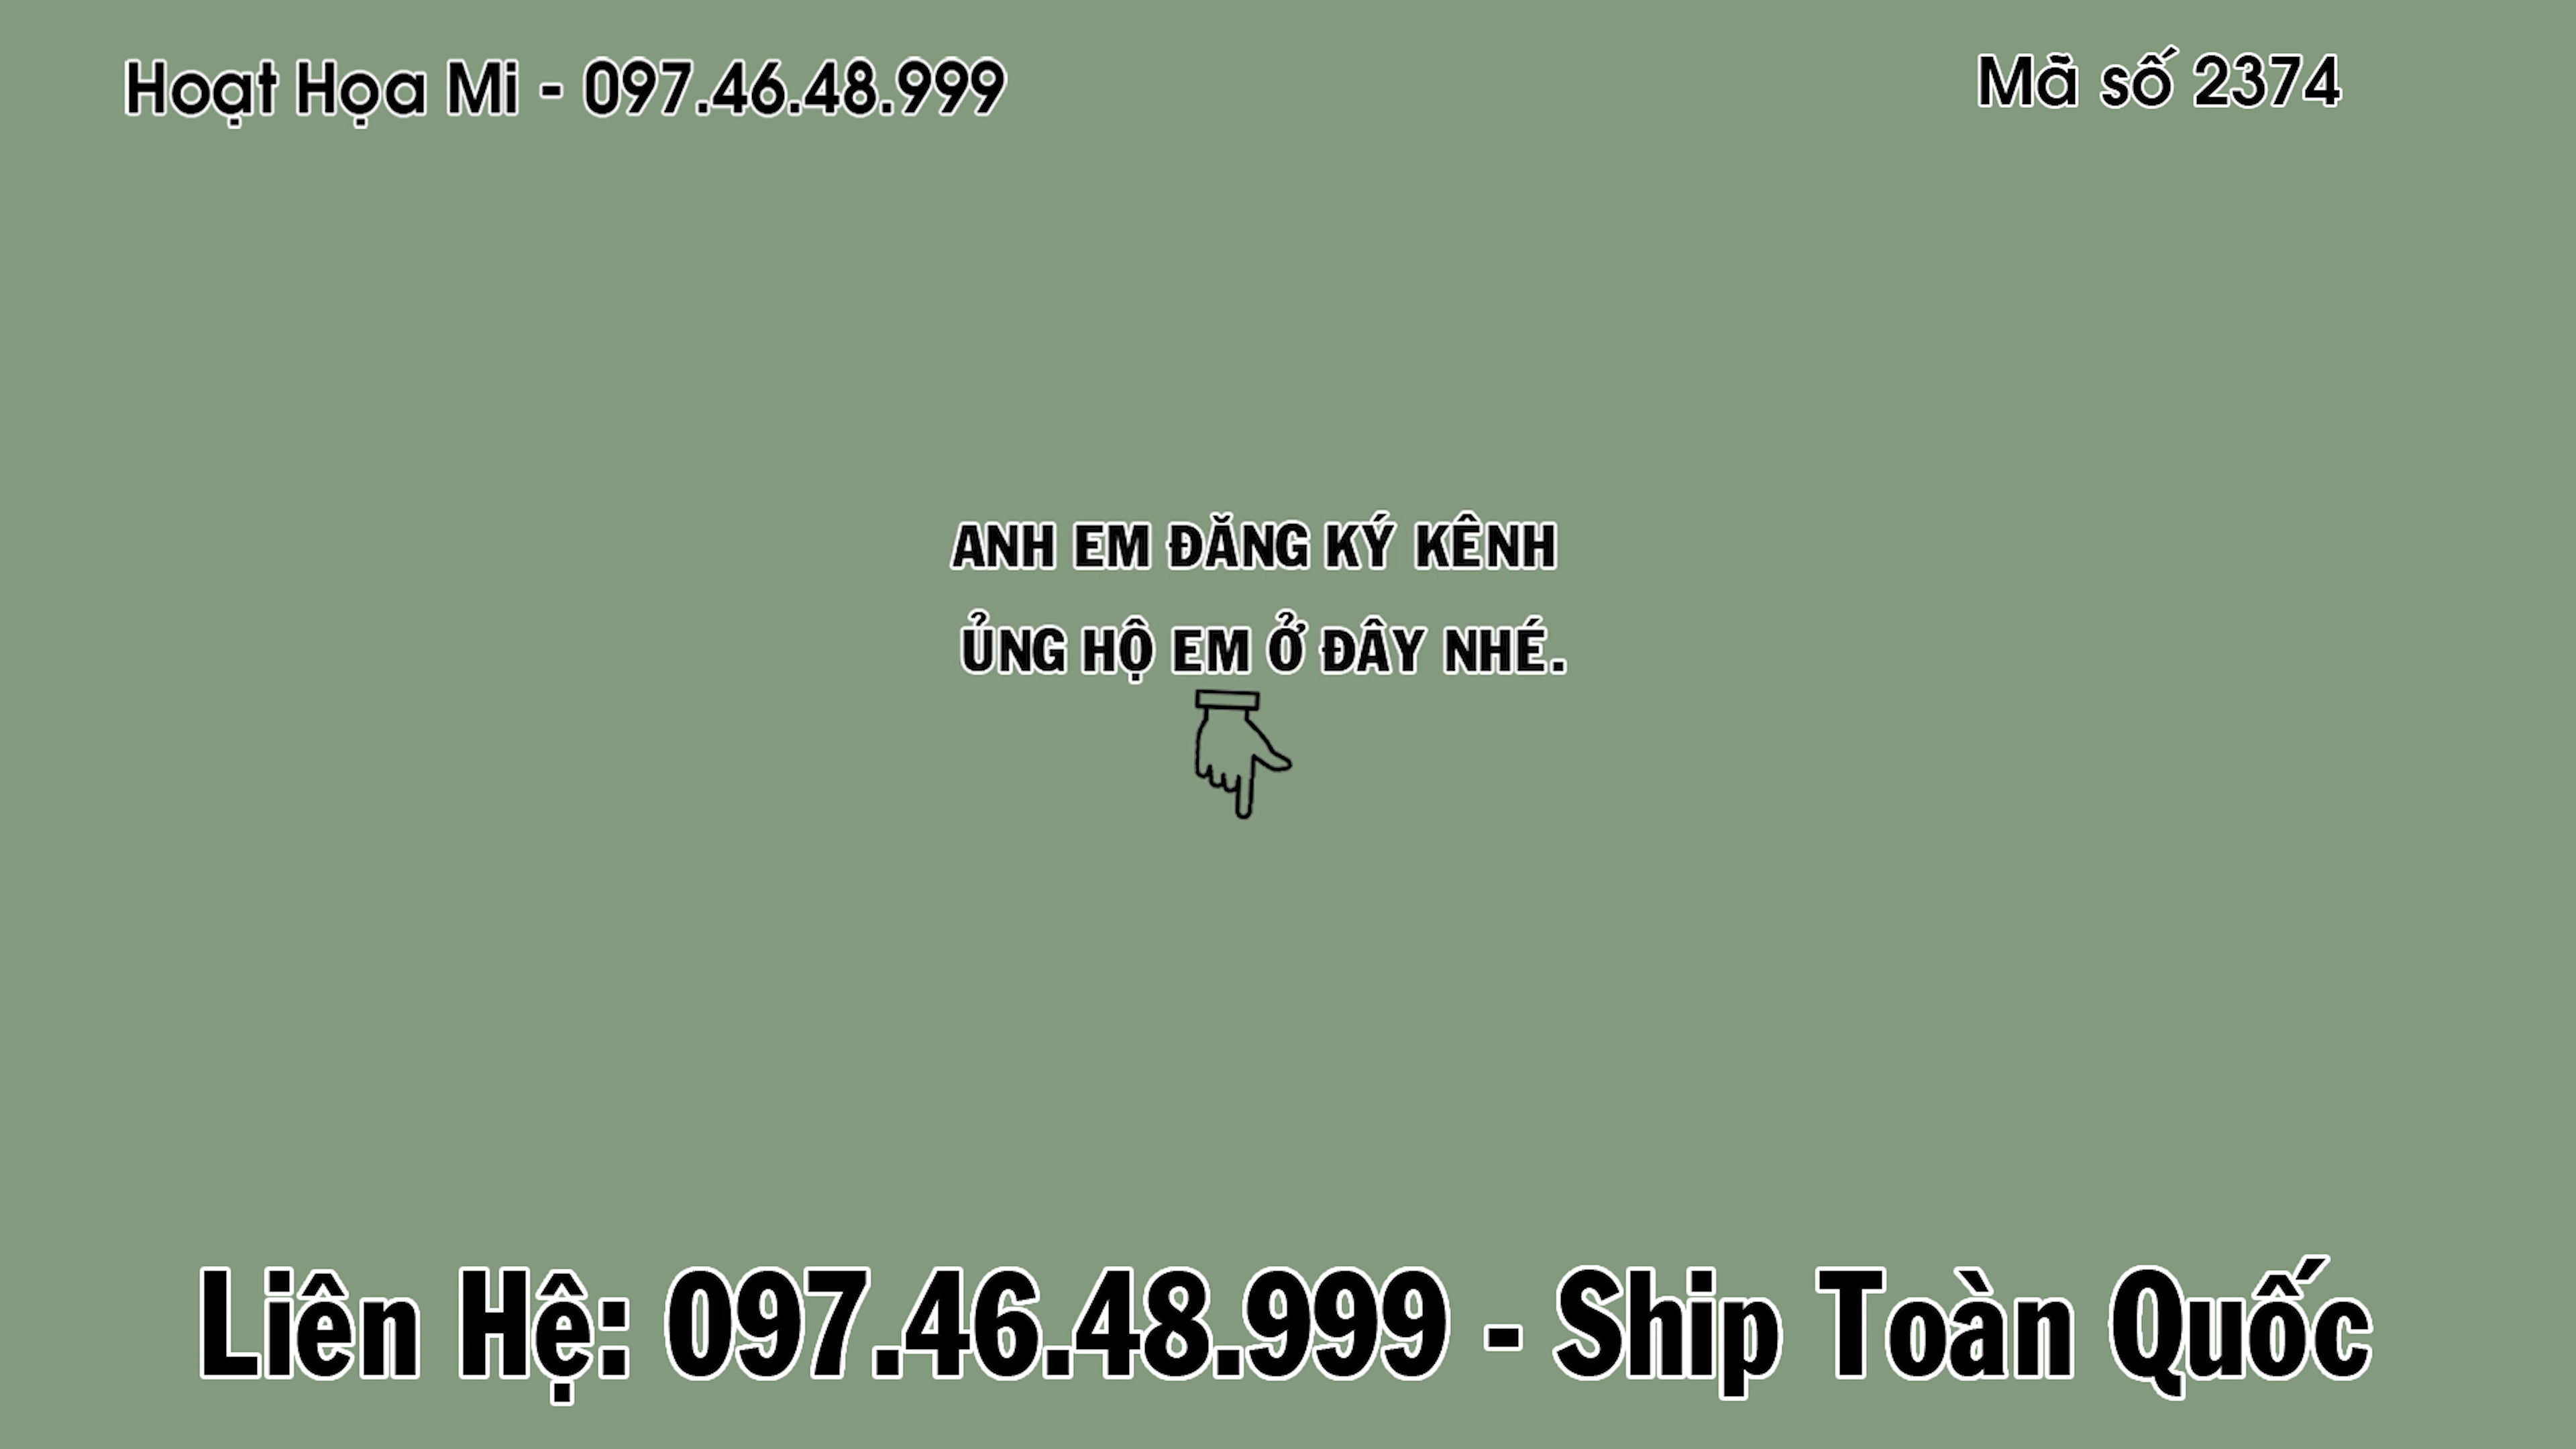 Hoạt Họa Mi - 097.46.48.999
Mã số 2374
ANH EM ĐĂNG KÝ KÊNH
ỦNG HỘ EM Ở ĐÂY NHÉ.
Liên Hệ: 097.46.48.999 - Ship Toàn Quốc